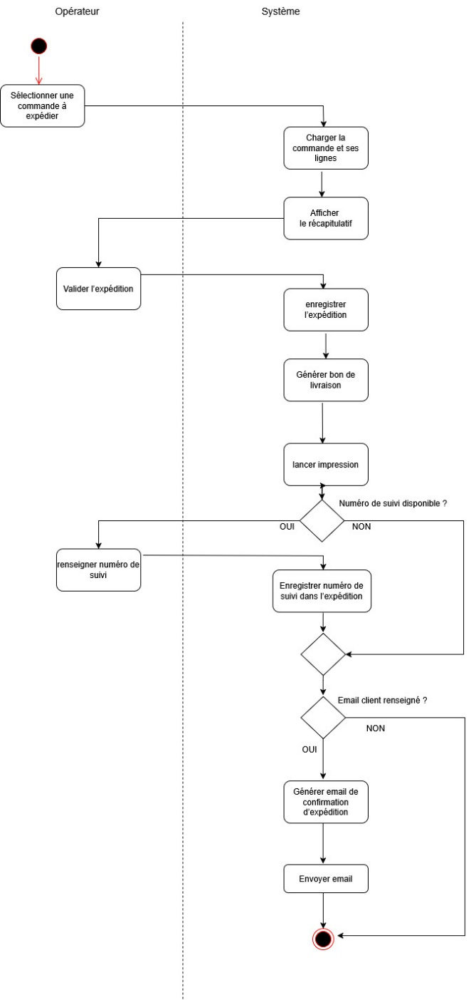 Opérateur
Système
Sélectionner une
commande à
expédier
Charger la
commande et ses
lignes
Afficher
le récapitulatif
Valider l'expédition
enregistrer
l'expédition
Générer bon de
livraison
lancer impression
Numéro de suivi disponible ?
OUI
NON
renseigner numéro de
suivi
Enregistrer numéro de
suivi dans l'expédition
Email client renseigné ?
NON
OUI
Générer email de
confirmation
d'expédition
Envoyer email